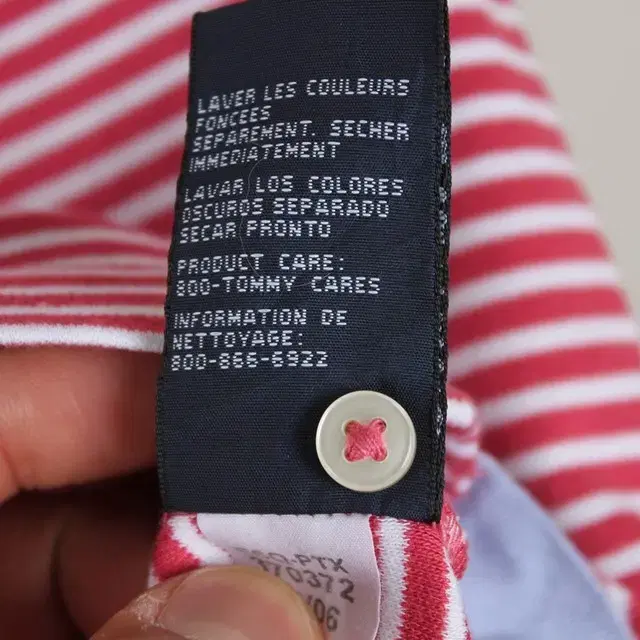 LAVER LES COULEURS
FONCEES
SEPAREMENT. SECHER
IMMEDIATEMENT
LAVAR LOS COLORES
OSCUROS SEPARADO
SECAR FRONTO
PRODUCT CARE:
800-TOMMY CARES
INFORMATION DE
NETTOYAGE:
800-866-6922